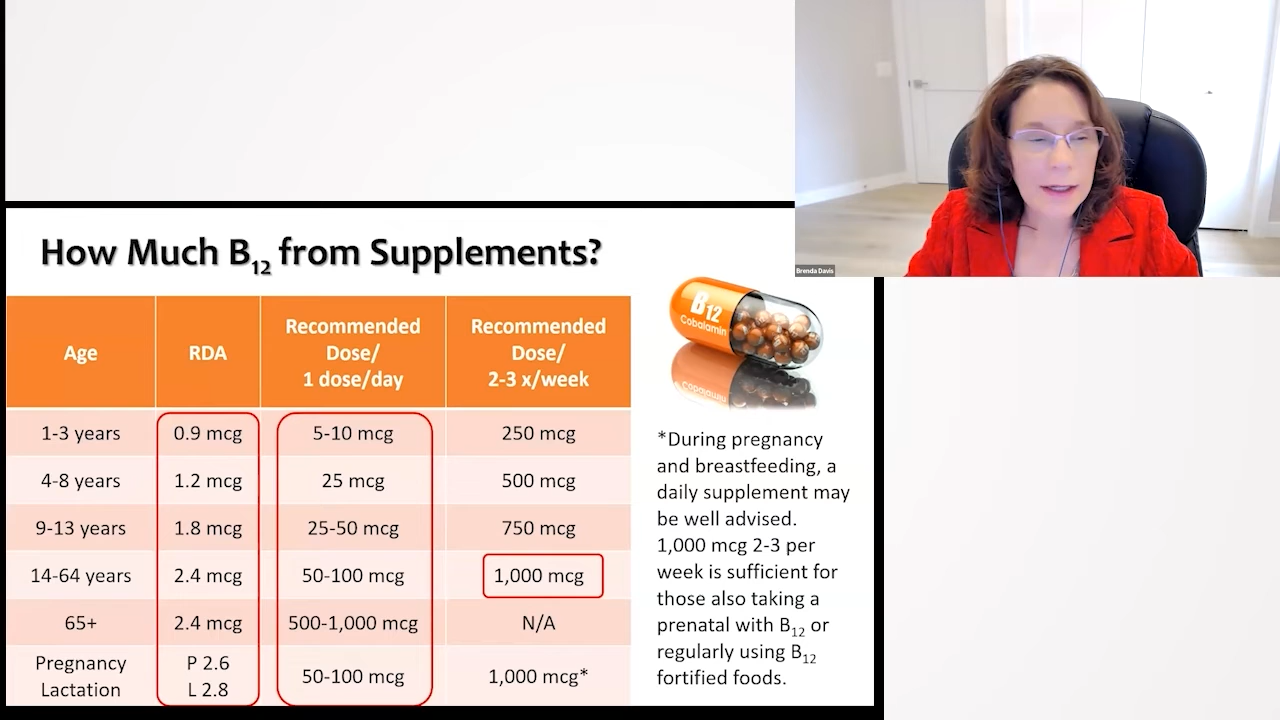 Brenda Davis
How Much B12 from Supplements?
B12
Cobalamin
Cobalamin
Age
RDA
Recommended
Dose/
1 dose/day
Recommended
Dose/
2-3 x/week
1-3 years
0.9 mcg
5-10 mcg
250 mcg
4-8 years
1.2 mcg
25 mcg
500 mcg
9-13 years
1.8 mcg
25-50 mcg
750 mcg
14-64 years
2.4 mcg
50-100 mcg
1,000 mcg
65+
2.4 mcg
500-1,000 mcg
N/A
Pregnancy
Lactation
P 2.6
L 2.8
50-100 mcg
1,000 mcg*
*During pregnancy
and breastfeeding, a
daily supplement may
be well advised.
1,000 mcg 2-3 per
week is sufficient for
those also taking a
prenatal with B12 or
regularly using B12
fortified foods.